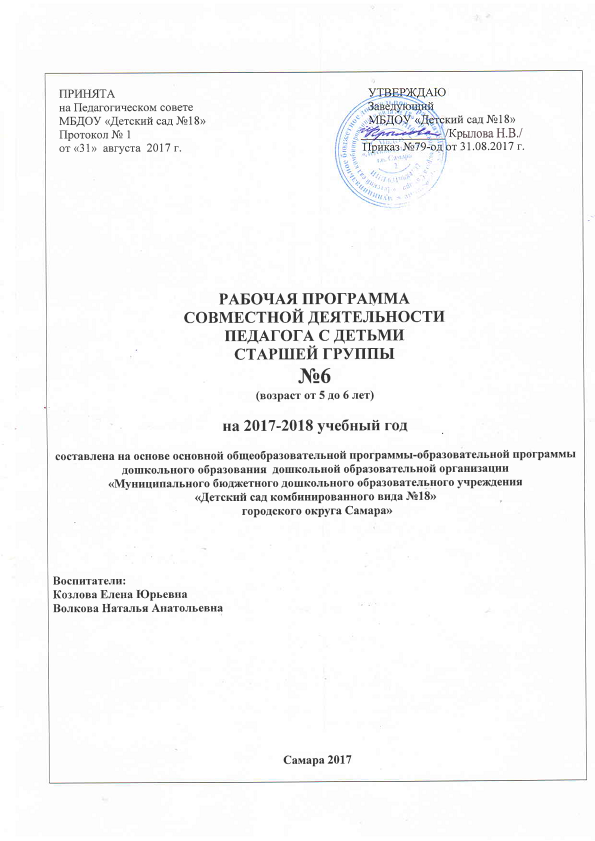 ПРИНЯТА
на Педагогическом совете
МБДОУ «Детский сад №18»
Протокол № 1
от «31» августа 2017 г.
УТВЕРЖДАЮ
Заведующий
МБДОУ «Детский сад №18»
/Крылова Н.В./
Приказ №79-од от 31.08.2017 г.
РАБОЧАЯ ПРОГРАММА
СОВМЕСТНОЙ ДЕЯТЕЛЬНОСТИ
ПЕДАГОГА С ДЕТЬМИ
СТАРШЕЙ ГРУППЫ
№6
(возраст от 5 до 6 лет)
на 2017-2018 учебный год
составлена на основе основной общеобразовательной программы-образовательной программы
дошкольного образования дошкольной образовательной организации
«Муниципального бюджетного дошкольного образовательного учреждения
«Детский сад комбинированного вида №18»
городского округа Самара»
Воспитатели:
Козлова Елена Юрьевна
Волкова Наталья Анатольевна
Самара 2017